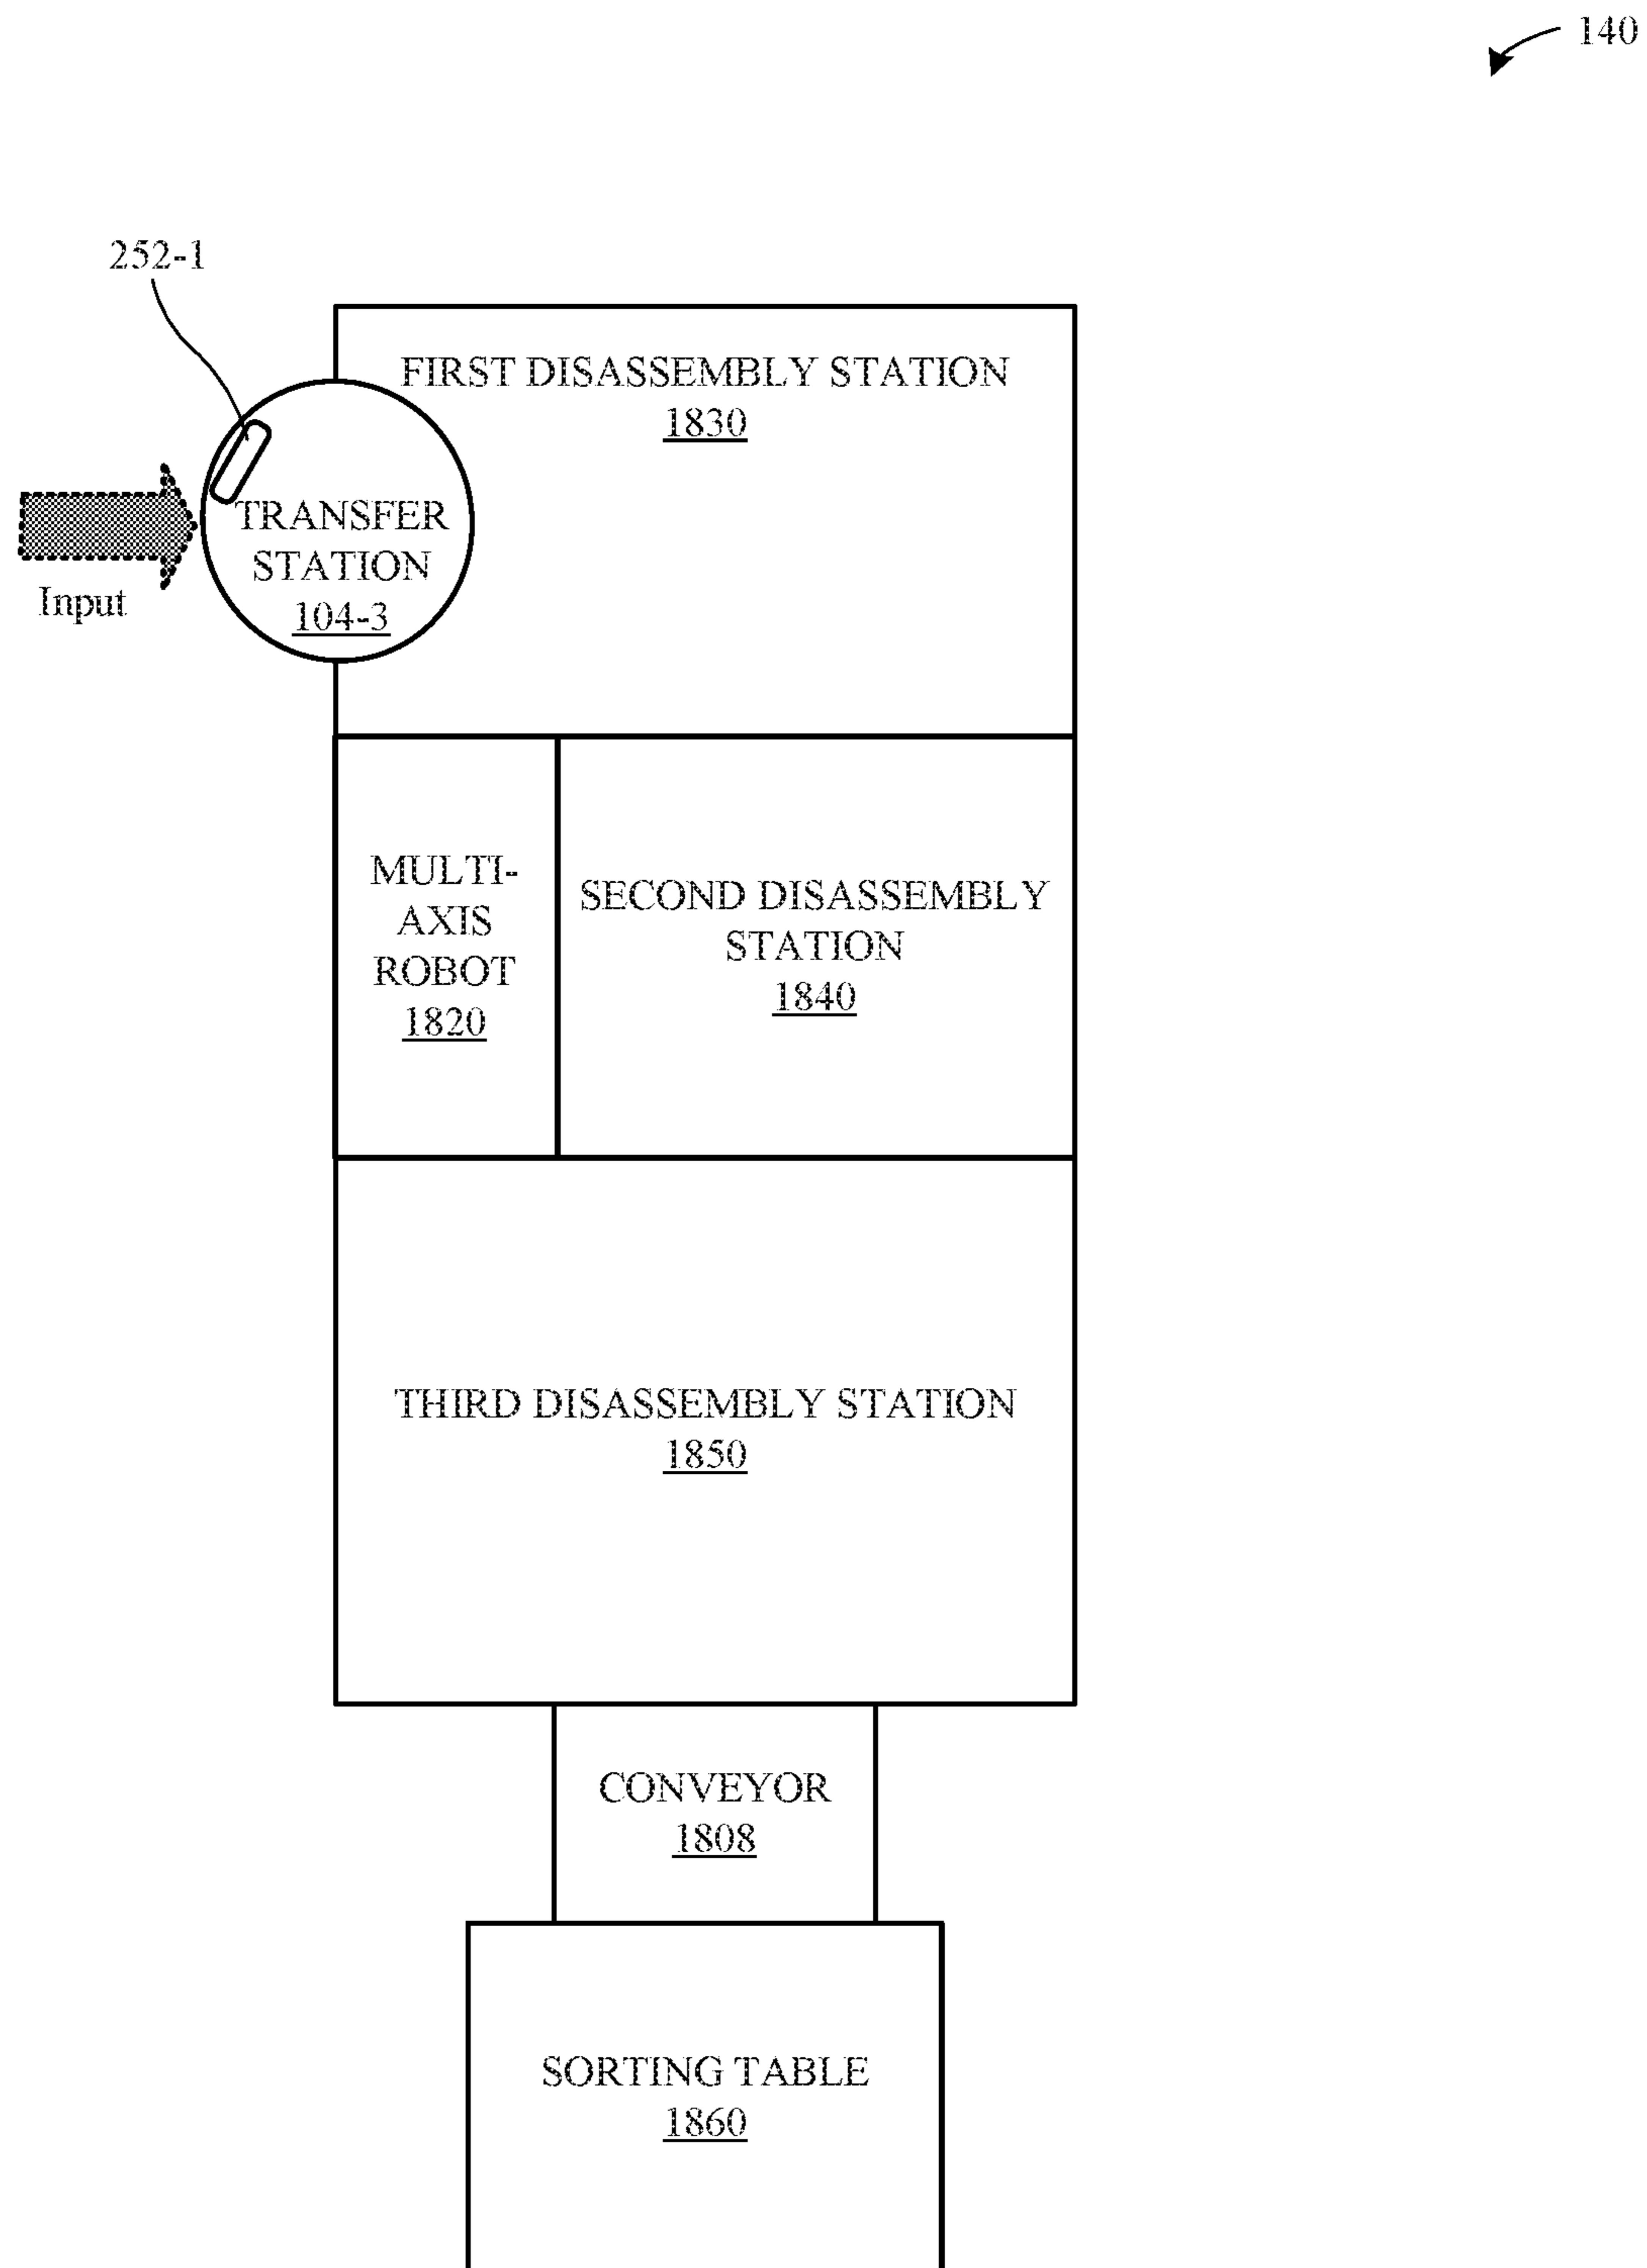 140
252-1
FIRST DISASSEMBLY STATION
1830
TRANSFER
STATION
104-3
Input
MULTI-
AXIS
ROBOT
1820
SECOND DISASSEMBLY
STATION
1840
THIRD DISASSEMBLY STATION
1850
CONVEYOR
1808
SORTING TABLE
1860